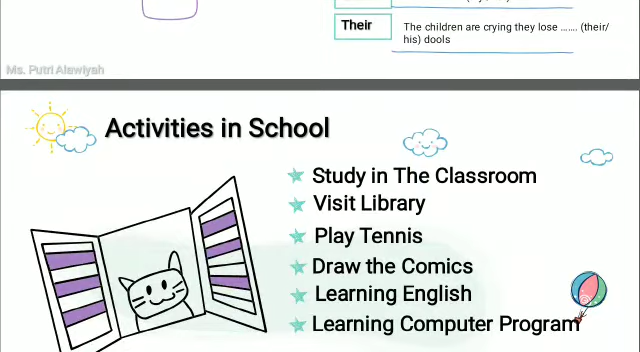 Their
The children are crying they lose ....... (their/
his) dools
Ms. Putri Alawiyah
Activities in School
Study in The Classroom
Visit Library
Play Tennis
Draw the Comics
Learning English
Learning Computer Program